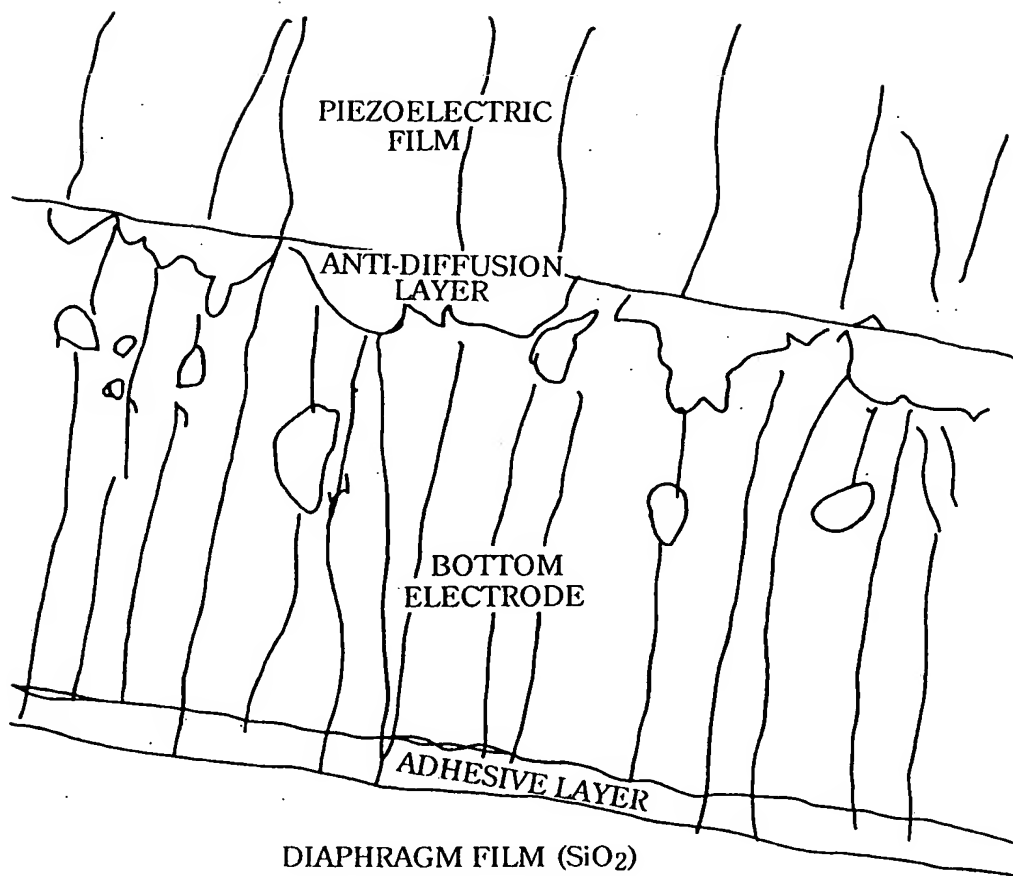 PIEZOELECTRIC
FILM
ANTI-DIFFUSION
LAYER
BOTTOM
ELECTRODE
ADHESIVE LAYER
DIAPHRAGM FILM (SiO₂)